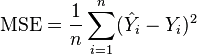 MSE = \frac{1}{n} \sum_{i=1}^{n} (\hat{Y}_i - Y_i)^2